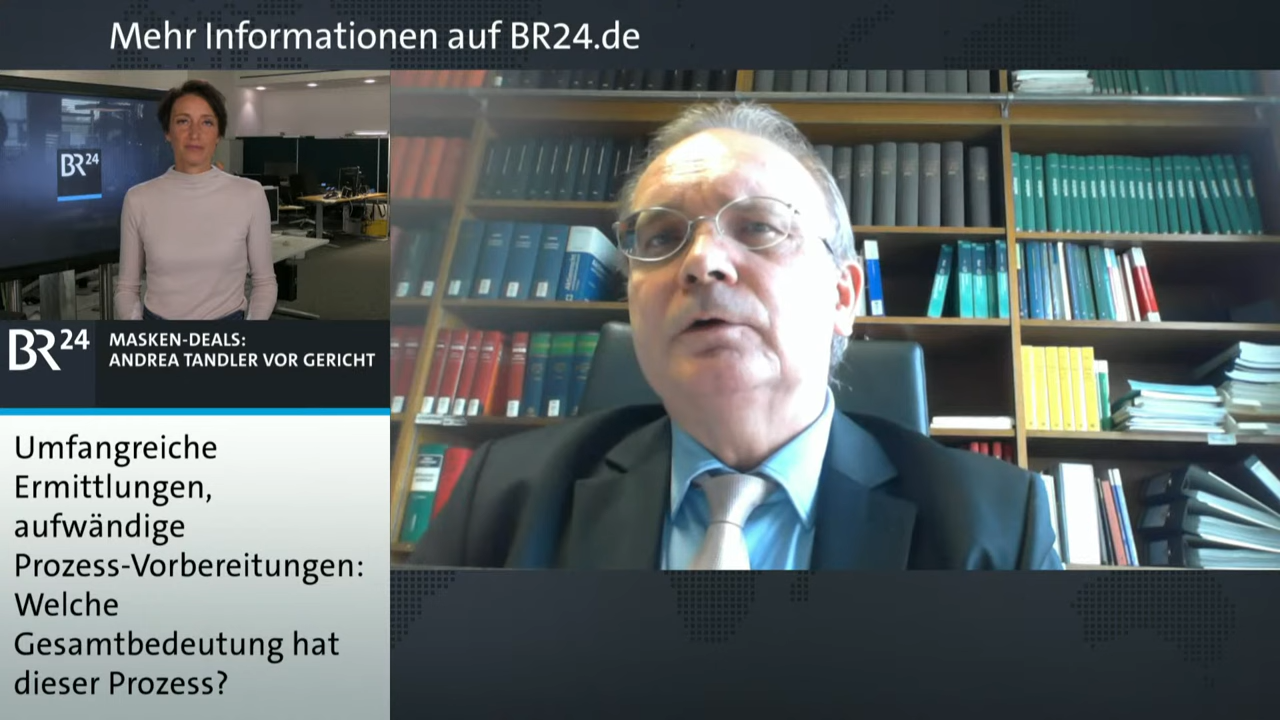 Mehr Informationen auf BR24.de
BR24
BR24
MASKEN-DEALS:
ANDREA TANDLER VOR GERICHT
Umfangreiche
Ermittlungen,
aufwändige
Prozess-Vorbereitungen:
Welche
Gesamtbedeutung hat
dieser Prozess?